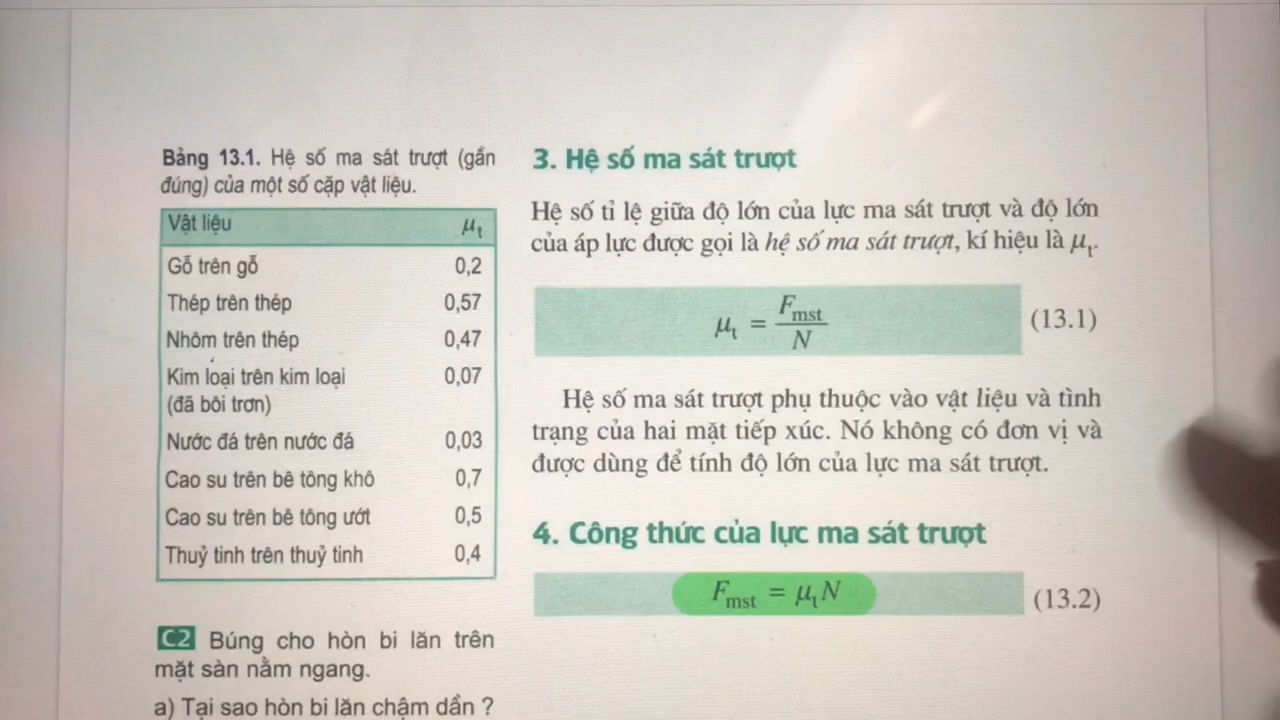 Bảng 13.1. Hệ số ma sát trượt (gần
đúng) của một số cặp vật liệu.
Vật liệu μt
Gỗ trên gỗ 0,2
Thép trên thép 0,57
Nhôm trên thép 0,47
Kim loại trên kim loại 0,07
(đã bôi trơn)
Nước đá trên nước đá 0,03
Cao su trên bê tông khô 0,7
Cao su trên bê tông ướt 0,5
Thuỷ tinh trên thuỷ tinh 0,4
C2 Búng cho hòn bi lăn trên
mặt sàn nằm ngang.
a) Tại sao hòn bi lăn chậm dần ?
3. Hệ số ma sát trượt
Hệ số tỉ lệ giữa độ lớn của lực ma sát trượt và độ lớn
của áp lực được gọi là hệ số ma sát trượt, kí hiệu là μt.
μt = Fmst / N (13.1)
Hệ số ma sát trượt phụ thuộc vào vật liệu và tình
trạng của hai mặt tiếp xúc. Nó không có đơn vị và
được dùng để tính độ lớn của lực ma sát trượt.
4. Công thức của lực ma sát trượt
Fmst = μtN (13.2)